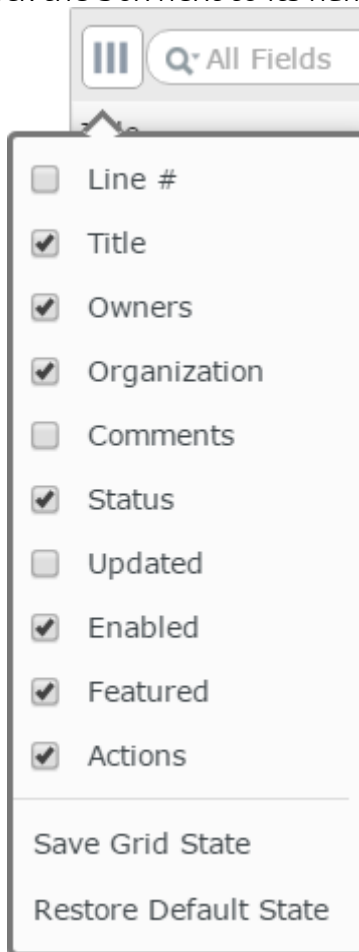 All Fields
Line #
Title
Owners
Organization
Comments
Status
Updated
Enabled
Featured
Actions
Save Grid State
Restore Default State